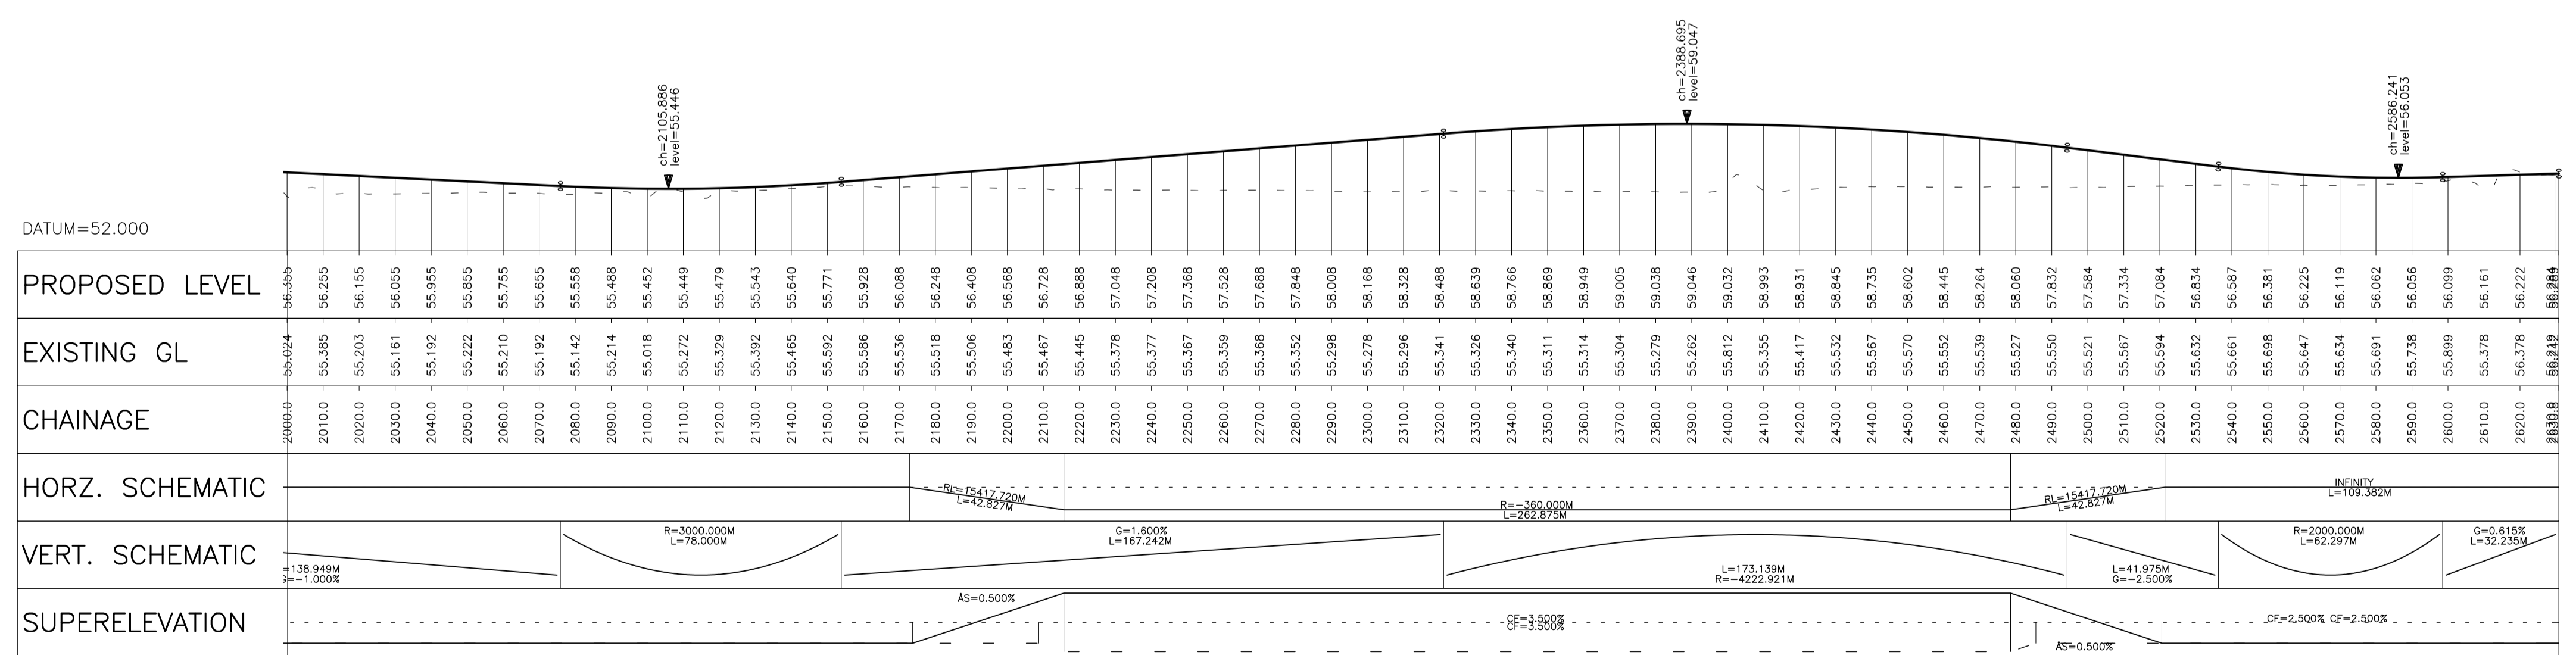 ch=2105.886
level=55.446
ch=2388.695
level=59.047
ch=2586.241
level=56.053
DATUM=52.000
PROPOSED LEVEL 56.355 56.255 56.155 56.055 55.955 55.855 55.755 55.655 55.558 55.488 55.452 55.449 55.479 55.543 55.640 55.771 55.928 56.088 56.248 56.408 56.568 56.728 56.888 57.048 57.208 57.368 57.528 57.688 57.848 58.008 58.168 58.328 58.488 58.639 58.766 58.869 58.949 59.005 59.038 59.046 59.032 58.993 58.931 58.845 58.735 58.602 58.445 58.264 58.060 57.832 57.584 57.334 57.084 56.834 56.587 56.381 56.225 56.119 56.062 56.056 56.099 56.161 56.222
EXISTING GL 55.024 55.385 55.203 55.161 55.192 55.222 55.210 55.192 55.142 55.214 55.018 55.272 55.329 55.392 55.465 55.592 55.586 55.536 55.518 55.506 55.483 55.467 55.445 55.378 55.377 55.367 55.359 55.368 55.352 55.298 55.278 55.296 55.341 55.326 55.340 55.311 55.314 55.304 55.279 55.262 55.812 55.355 55.417 55.532 55.567 55.570 55.552 55.539 55.527 55.550 55.521 55.567 55.594 55.632 55.661 55.698 55.647 55.634 55.691 55.738 55.899 55.378 56.378
CHAINAGE 2000.0 2010.0 2020.0 2030.0 2040.0 2050.0 2060.0 2070.0 2080.0 2090.0 2100.0 2110.0 2120.0 2130.0 2140.0 2150.0 2160.0 2170.0 2180.0 2190.0 2200.0 2210.0 2220.0 2230.0 2240.0 2250.0 2260.0 2270.0 2280.0 2290.0 2300.0 2310.0 2320.0 2330.0 2340.0 2350.0 2360.0 2370.0 2380.0 2390.0 2400.0 2410.0 2420.0 2430.0 2440.0 2450.0 2460.0 2470.0 2480.0 2490.0 2500.0 2510.0 2520.0 2530.0 2540.0 2550.0 2560.0 2570.0 2580.0 2590.0 2600.0 2610.0 2620.0
HORZ. SCHEMATIC
RL=15417.720M
L=42.827M
R=-360.000M
L=262.875M
RL=15417.720M
L=42.827M
INFINITY
L=109.382M
VERT. SCHEMATIC
=138.949M
G=-1.000%
R=3000.000M
L=78.000M
G=1.600%
L=167.242M
L=173.139M
R=-4222.921M
L=41.975M
G=-2.500%
R=2000.000M
L=62.297M
G=0.615%
L=32.235M
SUPERELEVATION
ÅS=0.500%
CF=3.500%
CF=3.500%
ÅS=0.500%
CF=2.500% CF=2.500%